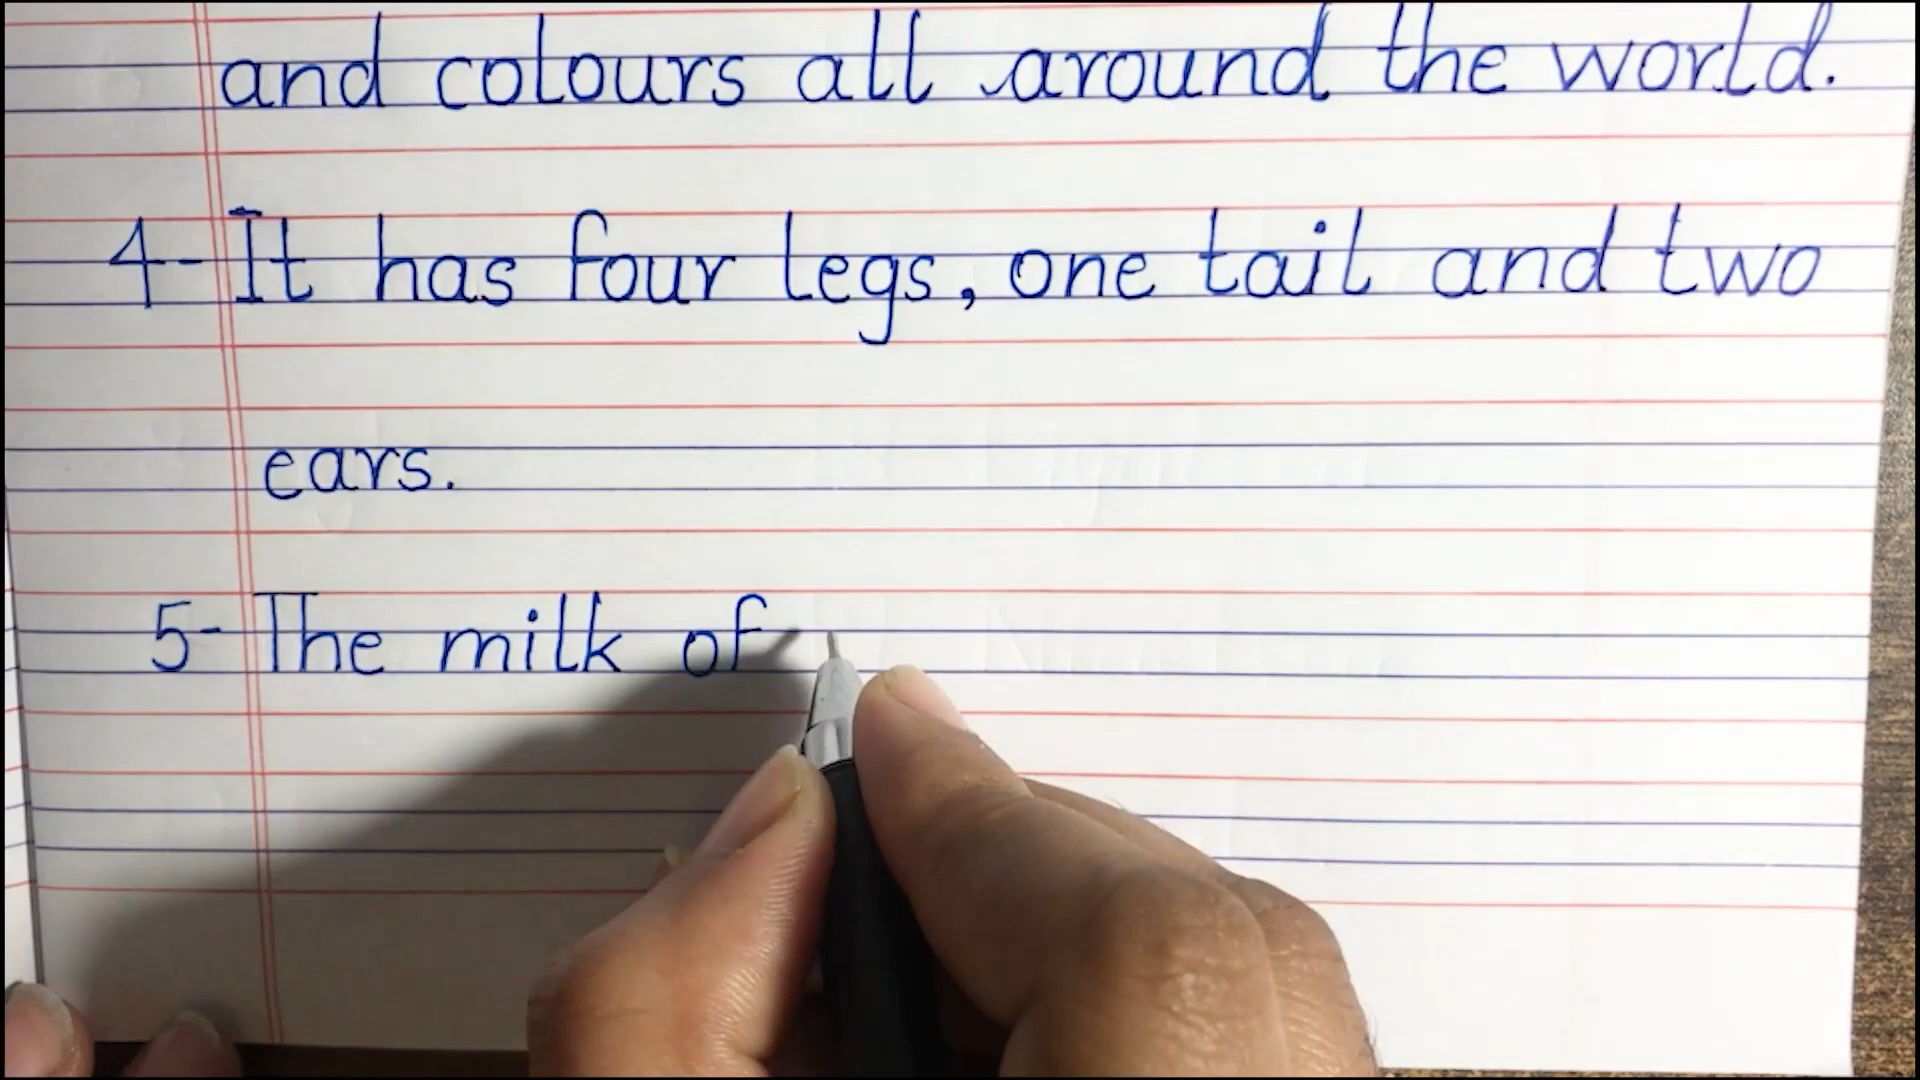 and colours all around the world.
4- It has four legs, one tail and two
ears.
5- The milk of